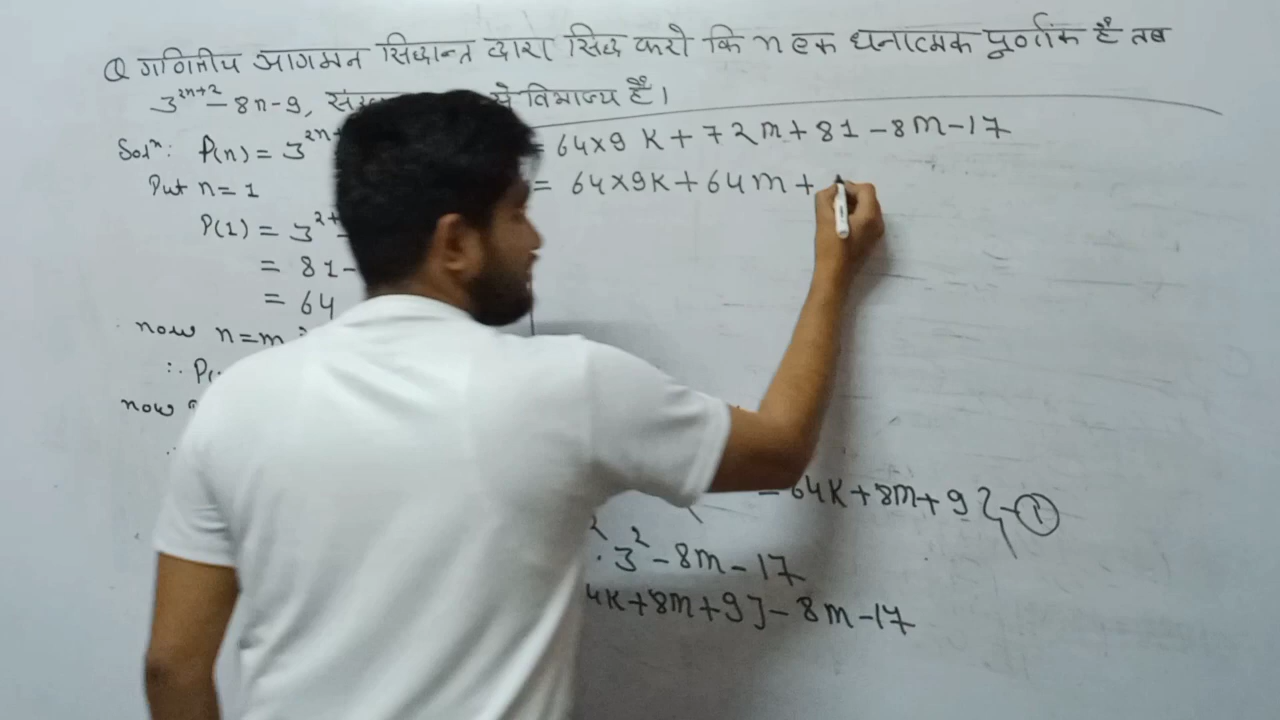 Q गणितीय आगमन सिद्धान्त द्वारा सिद्ध करो कि n एक धनात्मक पूर्णांक है तब
3^{2n+2} - 8n - 9, से विभाज्य है।
Solⁿ: P(n) = 3^{2n+
Put n = 1
P(1) = 3^{2+
= 81 -
= 64
now n = m
∴ P(
now
= 64×9K + 72m + 81 - 8m - 17
= 64×9K + 64m +
= 64K + 8m + 9 } - ①
2 . 3² - 8m - 17
4K + 8m + 9] - 8m - 17